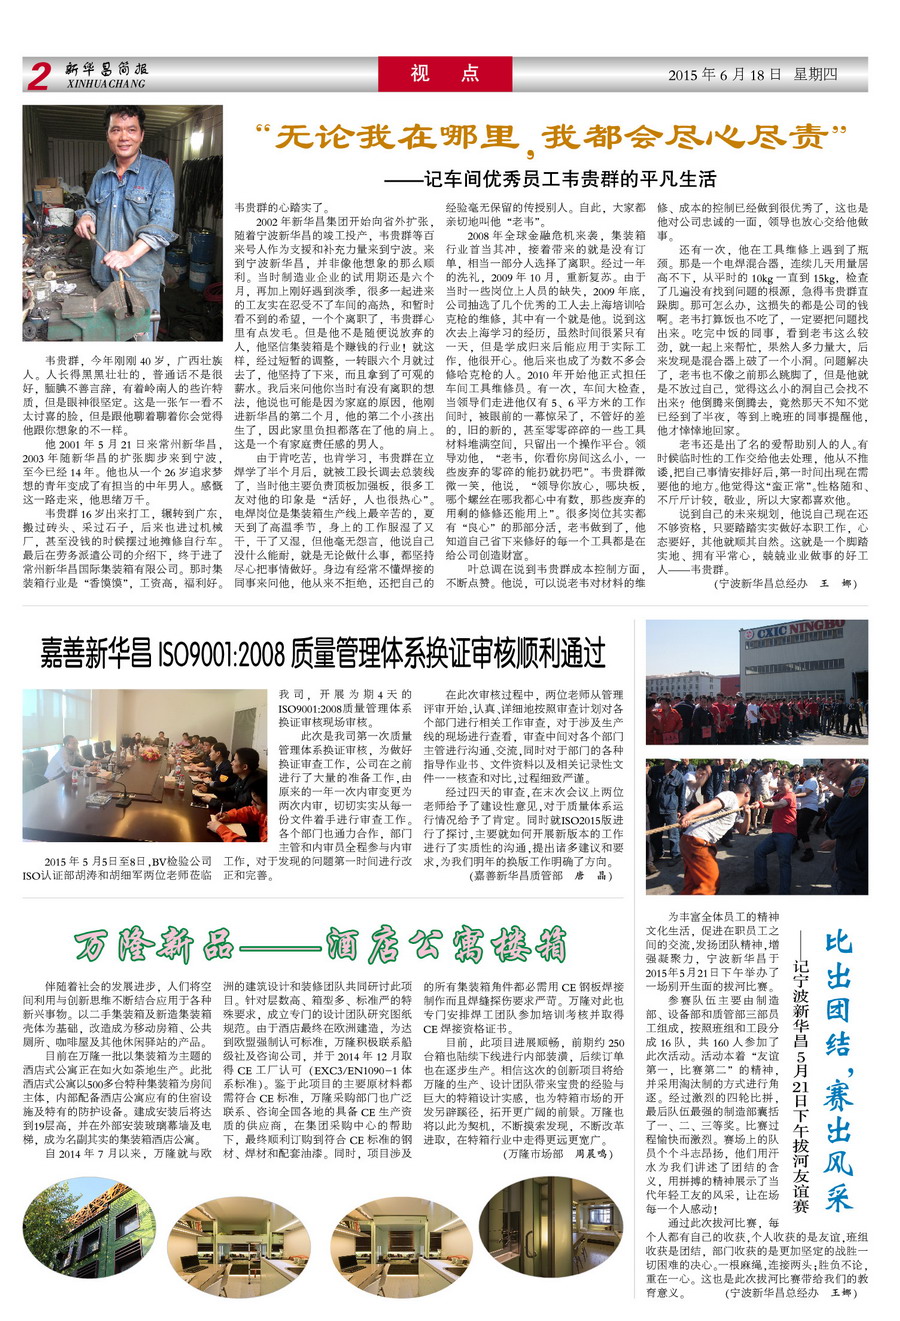 2
新华昌简报
XINHUACHANG
视 点
2015 年 6 月 18 日 星期四
“无论我在哪里，我都会尽心尽责”
——记车间优秀员工韦贵群的平凡生活
韦贵群，今年刚刚 40 岁，广西壮族
人。人长得黑黑壮壮的，普通话不是很
好，腼腆不善言辞，有着岭南人的些许特
质，但是眼神很坚定。这是一张乍一看不
太讨喜的脸，但是跟他聊着聊着你会觉得
他跟你想象的不一样。
他 2001 年 5 月 21 日来常州新华昌，
2003 年随新华昌的扩张脚步来到宁波，
至今已经 14 年。他也从一个 26 岁追求梦
想的青年变成了有担当的中年男人。感慨
这一路走来，他思绪万千。
韦贵群 16 岁出来打工，辗转到广东，
搬过砖头、采过石子，后来也进过机械
厂，甚至没钱的时候摆过地摊修自行车。
最后在劳务派遣公司的介绍下，终于进了
常州新华昌国际集装箱有限公司。那时集
装箱行业是“香馍馍”，工资高，福利好。
韦贵群的心踏实了。
2002 年新华昌集团开始向省外扩张，
随着宁波新华昌的竣工投产，韦贵群等百
来号人作为支援和补充力量来到宁波。来
到宁波新华昌，并非像他想象的那么顺
利。当时制造业企业的试用期还是六个
月，再加上刚好遇到淡季，很多一起进来
的工友实在忍受不了车间的高热，和暂时
看不到的希望，一个个离职了，韦贵群心
里有点发毛。但是他不是随便说放弃的
人，他坚信集装箱是个赚钱的行业！就这
样，经过短暂的调整，一转眼六个月就过
去了，他坚持了下来，而且拿到了可观的
薪水。我后来问他你当时有没有离职的想
法，他说也可能是因为家庭的原因，他刚
进新华昌的第二个月，他的第二个小孩出
生了，因此家里负担都落在了他的肩上。
这是一个有家庭责任感的男人。
由于肯吃苦，也肯学习，韦贵群在立
焊学了半个月后，就被工段长调去总装线
了，当时他主要负责顶板加强板，很多工
友对他的印象是“活好，人也很热心”。
电焊岗位是集装箱生产线上最辛苦的，夏
天到了高温季节，身上的工作服湿了又
干，干了又湿，但他毫无怨言，他说自己
没什么能耐，就是无论做什么事，都坚持
尽心把事情做好。身边有经常不懂焊接的
同事来问他，他从来不拒绝，还把自己的
经验毫无保留的传授别人。自此，大家都
亲切地叫他“老韦”。
2008 年全球金融危机来袭，集装箱
行业首当其冲，接着带来的就是没有订
单，相当一部分人选择了离职。经过一年
的洗礼，2009 年 10 月，重新复苏。由于
当时一些岗位上人员的缺失，2009 年底，
公司抽选了几个优秀的工人去上海培训哈
克枪的维修，其中有一个就是他。说到这
次去上海学习的经历，虽然时间很紧只有
一天，但是学成归来后能应用于实际工
作，他很开心。他后来也成了为数不多会
修哈克枪的人。2010 年开始他正式担任
车间工具维修员。有一次，车间大检查，
当领导们走进他仅有 5、6 平方米的工作
间时，被眼前的一幕惊呆了，不管好的差
的，旧的新的，甚至零零碎碎的一些工具
材料堆满空间，只留出一个操作平台。领
导劝他，“老韦，你看你房间这么小，一
些废弃的零碎的能扔就扔吧”。韦贵群微
微一笑，他说，“领导你放心，哪块板，
哪个螺丝在哪我都心中有数，那些废弃的
用剩的修修还能用上”。很多岗位其实都
有“良心”的那部分活，老韦做到了，他
知道自己省下来修好的每一个工具都是在
给公司创造财富。
叶总调在说到韦贵群成本控制方面，
不断点赞。他说，可以说老韦对材料的维
修、成本的控制已经做到很优秀了，这也是
他对公司忠诚的一面，领导也放心交给他做
事。
还有一次，他在工具维修上遇到了瓶
颈。那是一个电焊混合器，连续几天用量居
高不下，从平时的 10kg 一直到 15kg，检查
了几遍没有找到问题的根源，急得韦贵群直
跺脚。那可怎么办，这损失的都是公司的钱
啊。老韦打算饭也不吃了，一定要把问题找
出来。吃完中饭的同事，看到老韦这么较
劲，就一起上来帮忙，果然人多力量大，后
来发现是混合器上破了一个小洞。问题解决
了，老韦也不像之前那么跳脚了，但是他就
是不放过自己，觉得这么小的洞自己会找不
出来？他倒腾来倒腾去，竟然那天不知不觉
已经到了半夜，等到上晚班的同事提醒他，
他才悻悻地回家。
老韦还是出了名的爱帮助别人的人。有
时候临时性的工作交给他去处理，他从不推
诿，把自己事情安排好后，第一时间出现在需
要他的地方。他觉得这“蛮正常”。性格随和、
不斤斤计较，敬业，所以大家都喜欢他。
说到自己的未来规划，他说自己现在还
不够资格，只要踏踏实实做好本职工作，心
态要好，其他就顺其自然。这就是一个脚踏
实地、拥有平常心，兢兢业业做事的好工
人——韦贵群。
（宁波新华昌总经办 王 娜）
嘉善新华昌 ISO9001:2008 质量管理体系换证审核顺利通过
2015 年 5 月5日至8日，BV检验公司
ISO认证部胡涛和胡细军两位老师莅临
我司，开展为期 4 天的
ISO9001:2008质量管理体系
换证审核现场审核。
此次是我司第一次质量
管理体系换证审核，为做好
换证审查工作，公司在之前
进行了大量的准备工作，由
原来的一年一次内审变更为
两次内审，切切实实从每一
份文件着手进行审查工作。
各个部门也通力合作，部门
主管和内审员全程参与内审
工作，对于发现的问题第一时间进行改
正和完善。
在此次审核过程中，两位老师从管理
评审开始，认真、详细地按照审查计划对各
个部门进行相关工作审查，对于涉及生产
线的现场进行查看，审查中间对各个部门
主管进行沟通、交流，同时对于部门的各种
指导作业书、文件资料以及相关记录性文
件一一核查和对比，过程细致严谨。
经过四天的审查，在末次会议上两位
老师给予了建设性意见，对于质量体系运
行情况给予了肯定。同时就ISO2015版进
行了探讨，主要就如何开展新版本的工作
进行了实质性的沟通，提出诸多建议和要
求，为我们明年的换版工作明确了方向。
（嘉善新华昌质管部 唐 晶）
万隆新品——酒店公寓楼箱
伴随着社会的发展进步，人们将空
间利用与创新思维不断结合应用于各种
新兴事物。以二手集装箱及新造集装箱
壳体为基础，改造成为移动房箱、公共
厕所、咖啡屋及其他休闲驿站的产品。
目前在万隆一批以集装箱为主题的
酒店式公寓正在如火如荼地生产。此批
酒店式公寓以500多台特种集装箱为房间
主体，内部配备酒店公寓应有的住宿设
施及特有的防护设备。建成安装后将达
到19层高，并在外部安装玻璃幕墙及电
梯，成为名副其实的集装箱酒店公寓。
自 2014 年 7 月以来，万隆就与欧
洲的建筑设计和装修团队共同研讨此项
目。针对层数高、箱型多、标准严的特
殊要求，成立专门的设计团队研究图纸
规范。由于酒店最终在欧洲建造，为达
到欧盟强制认可标准，万隆积极联系船
级社及咨询公司，并于 2014 年 12 月取
得 CE 工厂认可（EXC3/EN1090-1 体
系标准）。鉴于此项目的主要原材料都
需符合 CE 标准，万隆采购部门也广泛
联系、咨询全国各地的具备 CE 生产资
质的供应商，在集团采购中心的帮助
下，最终顺利订购到符合 CE 标准的钢
材、焊材和配套油漆。同时，项目涉及
的所有集装箱角件都必需用 CE 钢板焊接
制作而且焊缝探伤要求严苛。万隆对此也
专门安排焊工团队参加培训考核并取得
CE 焊接资格证书。
目前，此项目进展顺畅，前期约 250
台箱也陆续下线进行内部装潢，后续订单
也在逐步生产。相信这次的创新项目将给
万隆的生产、设计团队带来宝贵的经验与
巨大的特箱设计实感，也为特箱市场的开
发另辟蹊径，拓开更广阔的前景。万隆也
将以此为契机，不断摸索发现，不断改革
进取，在特箱行业中走得更远更宽广。
（万隆市场部 周晨鸣）
CXIC NINGBO
比出团结，赛出风采
——记宁波新华昌5月21日下午拔河友谊赛
为丰富全体员工的精神
文化生活，促进在职员工之
间的交流，发扬团队精神，增
强凝聚力，宁波新华昌于
2015年5月21日下午举办了
一场别开生面的拔河比赛。
参赛队伍主要由制造
部、设备部和质管部三部员
工组成，按照班组和工段分
成 16 队，共 160 人参加了
此次活动。活动本着“友谊
第一，比赛第二”的精神，
并采用淘汰制的方式进行角
逐。经过激烈的四轮比拼，
最后队伍最强的制造部囊括
了一、二、三等奖。比赛过
程愉快而激烈。赛场上的队
员个个斗志昂扬，他们用汗
水为我们讲述了团结的含
义，用拼搏的精神展示了当
代年轻工友的风采，让在场
每一个人感动！
通过此次拔河比赛，每
个人都有自己的收获，个人收获的是友谊，班组
收获是团结，部门收获的是更加坚定的战胜一
切困难的决心。一根麻绳，连接两头；胜负不论，
重在一心。这也是此次拔河比赛带给我们的教
育意义。 （宁波新华昌总经办 王娜）